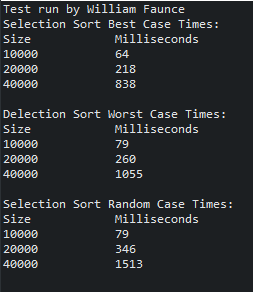 Test run by William Faunce
Selection Sort Best Case Times:
Size Milliseconds
10000 64
20000 218
40000 838
Delection Sort Worst Case Times:
Size Milliseconds
10000 79
20000 260
40000 1055
Selection Sort Random Case Times:
Size Milliseconds
10000 79
20000 346
40000 1513